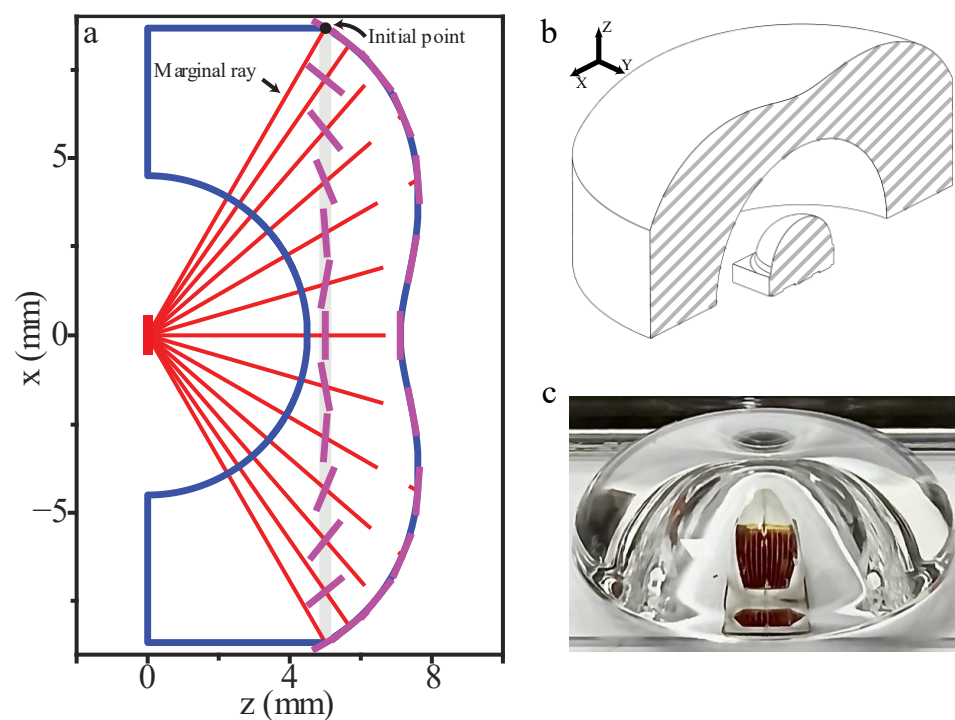 a
Initial point
Marginal ray
5
0
−5
x (mm)
0
4
8
z (mm)
b
Z
Y
X
c